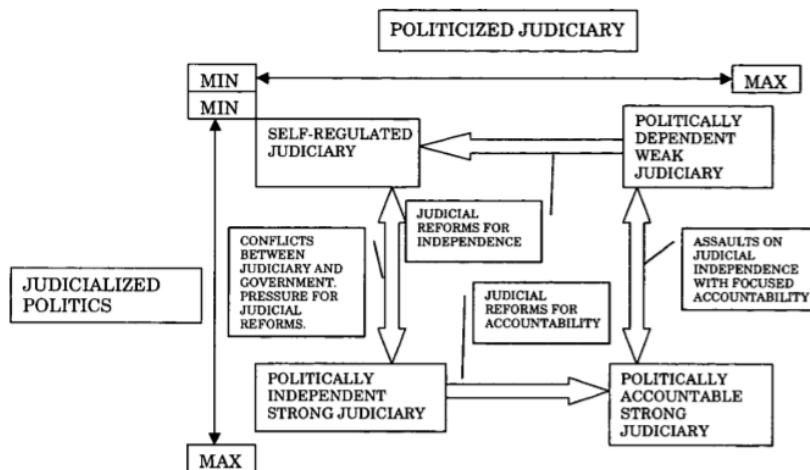 POLITICIZED JUDICIARY
MIN
MAX
MIN
SELF-REGULATED
JUDICIARY
POLITICALLY
DEPENDENT
WEAK
JUDICIARY
JUDICIAL
REFORMS FOR
INDEPENDENCE
CONFLICTS
BETWEEN
JUDICIARY AND
GOVERNMENT.
PRESSURE FOR
JUDICIAL
REFORMS.
ASSAULTS ON
JUDICIAL
INDEPENDENCE
WITH FOCUSED
ACCOUNTABILITY
JUDICIALIZED
POLITICS
JUDICIAL
REFORMS FOR
ACCOUNTABILITY
POLITICALLY
INDEPENDENT
STRONG JUDICIARY
POLITICALLY
ACCOUNTABLE
STRONG
JUDICIARY
MAX